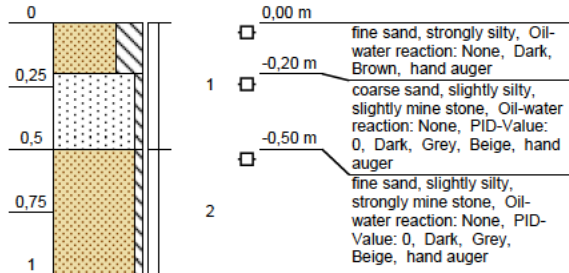 0
0,25
0,5
0,75
1
1
2
0,00 m
fine sand, strongly silty, Oil-
water reaction: None, Dark,
Brown, hand auger
-0,20 m
coarse sand, slightly silty,
slightly mine stone, Oil-water
reaction: None, PID-Value:
0, Dark, Grey, Beige, hand
auger
-0,50 m
fine sand, slightly silty,
strongly mine stone, Oil-
water reaction: None, PID-
Value: 0, Dark, Grey,
Beige, hand auger